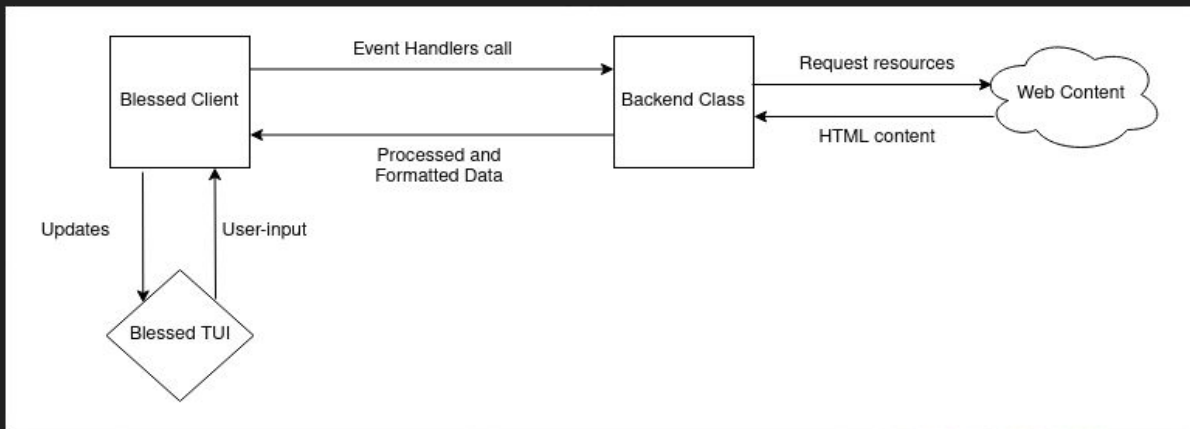 Event Handlers call
Request resources
Blessed Client
Backend Class
Web Content
HTML content
Processed and
Formatted Data
Updates
User-input
Blessed TUI